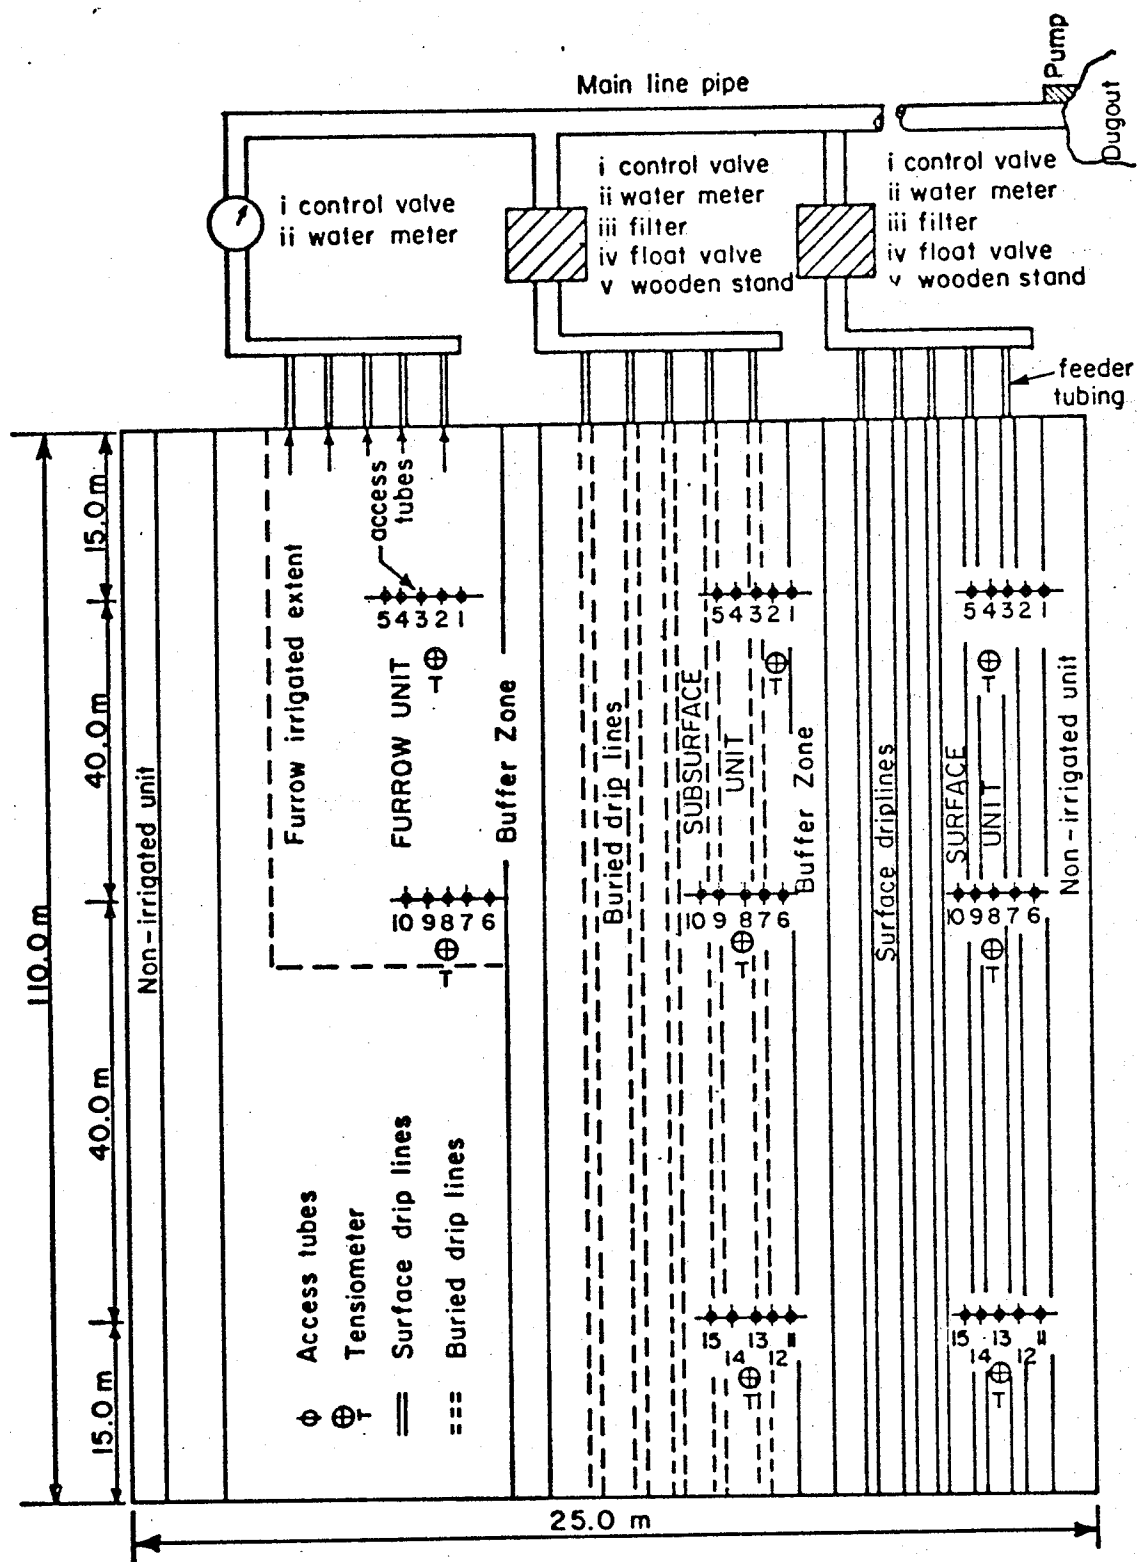 Pump
Dugout
Main line pipe
i control valve
ii water meter
i control valve
ii water meter
iii filter
iv float valve
v wooden stand
i control valve
ii water meter
iii filter
iv float valve
v wooden stand
feeder
tubing
110.0 m
15.0 m
40.0 m
40.0 m
15.0 m
25.0 m
Non-irrigated unit
Furrow irrigated extent
access
tubes
5 4 3 2 1
T
FURROW UNIT
10 9 8 7 6
T
Buffer Zone
Buried drip lines
SUBSURFACE
UNIT
5 4 3 2 1
T
10 9 8 7 6
T
15 13 11
14 12
T
Buffer Zone
Surface driplines
SURFACE
UNIT
5 4 3 2 1
T
10 9 8 7 6
T
15 13 11
14 12
T
Non-irrigated unit
Access tubes
T Tensiometer
Surface drip lines
Buried drip lines